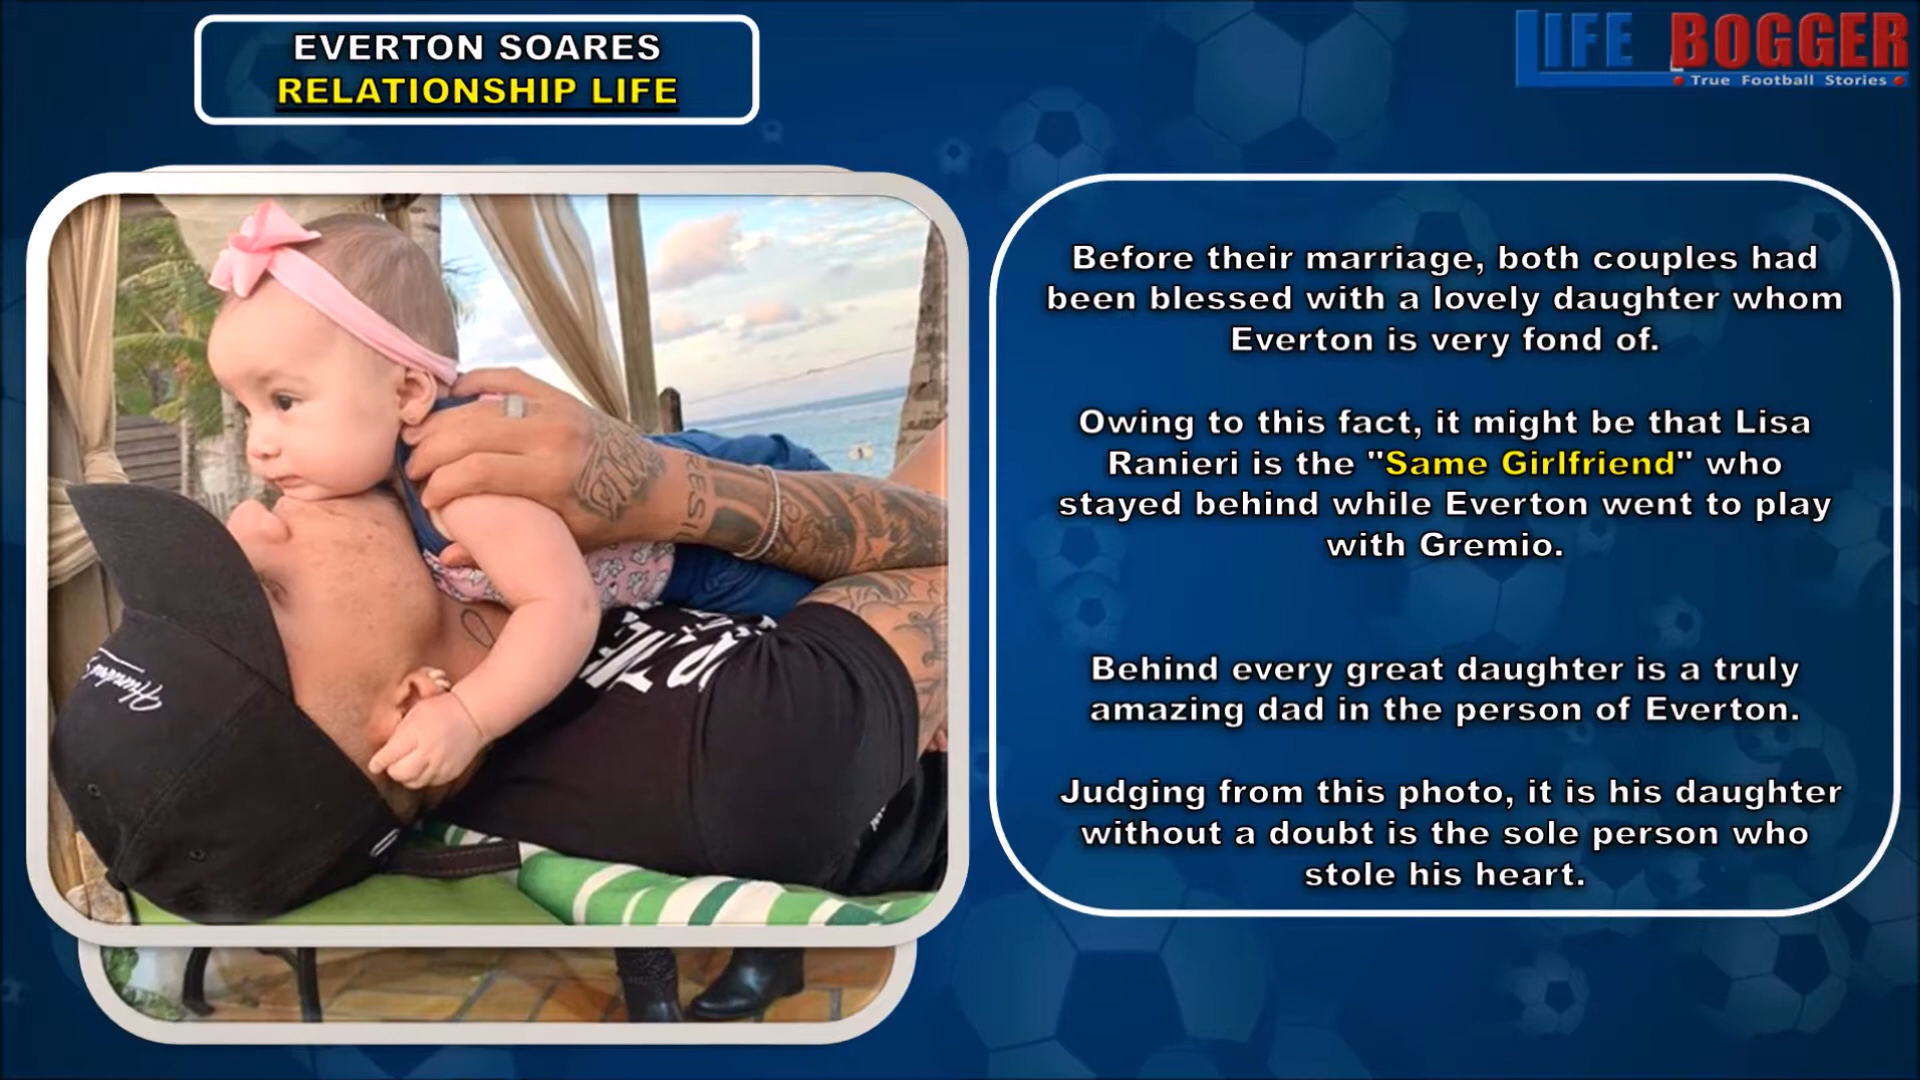 EVERTON SOARES
RELATIONSHIP LIFE
LIFE BOGGER
True Football Stories
Before their marriage, both couples had
been blessed with a lovely daughter whom
Everton is very fond of.
Owing to this fact, it might be that Lisa
Ranieri is the "Same Girlfriend" who
stayed behind while Everton went to play
with Gremio.
Behind every great daughter is a truly
amazing dad in the person of Everton.
Judging from this photo, it is his daughter
without a doubt is the sole person who
stole his heart.